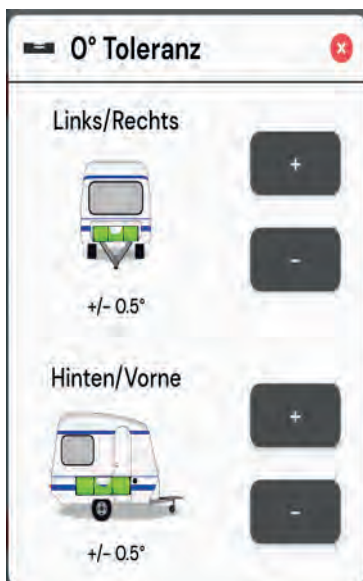 0° Toleranz
Links/Rechts
+
-
+/- 0.5°
Hinten/Vorne
+
-
+/- 0.5°